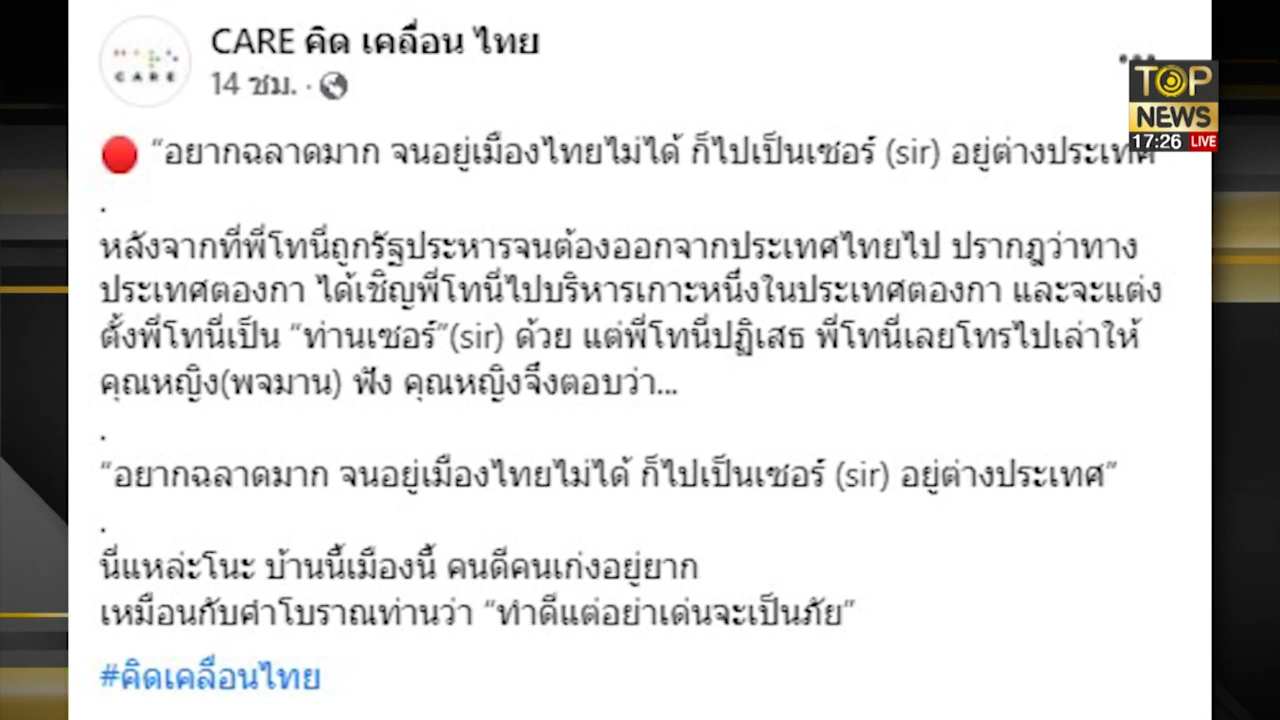 CARE คิด เคลื่อน ไทย
14 ชม.
CARE
TOP
NEWS
17:26 LIVE
"อยากฉลาดมาก จนอยู่เมืองไทยไม่ได้ ก็ไปเป็นเซอร์ (sir) อยู่ต่างประเทศ
.
หลังจากที่พี่โทนี่ถูกรัฐประหารจนต้องออกจากประเทศไทยไป ปรากฎว่าทาง
ประเทศตองกา ได้เชิญพี่โทนี่ไปบริหารเกาะหนึ่งในประเทศตองกา และจะแต่ง
ตั้งพี่โทนี่เป็น "ท่านเซอร์"(sir) ด้วย แต่พี่โทนี่ปฏิเสธ พี่โทนี่เลยโทรไปเล่าให้
คุณหญิง(พจมาน) ฟัง คุณหญิงจึงตอบว่า...
.
"อยากฉลาดมาก จนอยู่เมืองไทยไม่ได้ ก็ไปเป็นเซอร์ (sir) อยู่ต่างประเทศ"
.
นี่แหล่ะโนะ บ้านนี้เมืองนี้ คนดีคนเก่งอยู่ยาก
เหมือนกับคำโบราณท่านว่า "ทำดีแต่อย่าเด่นจะเป็นภัย"
#คิดเคลื่อนไทย